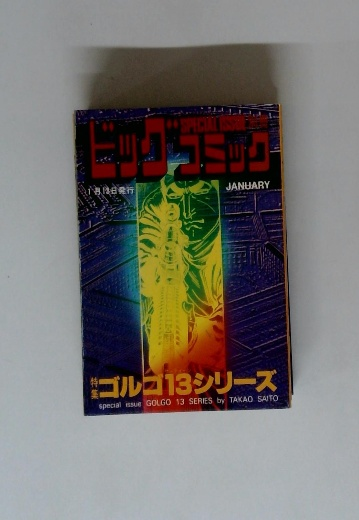 SPECIAL ISSUE
ビッグコミック
JANUARY
1月13日発行
特集
ゴルゴ13シリーズ
special issue GOLGO 13 SERIES by TAKAO SAITO